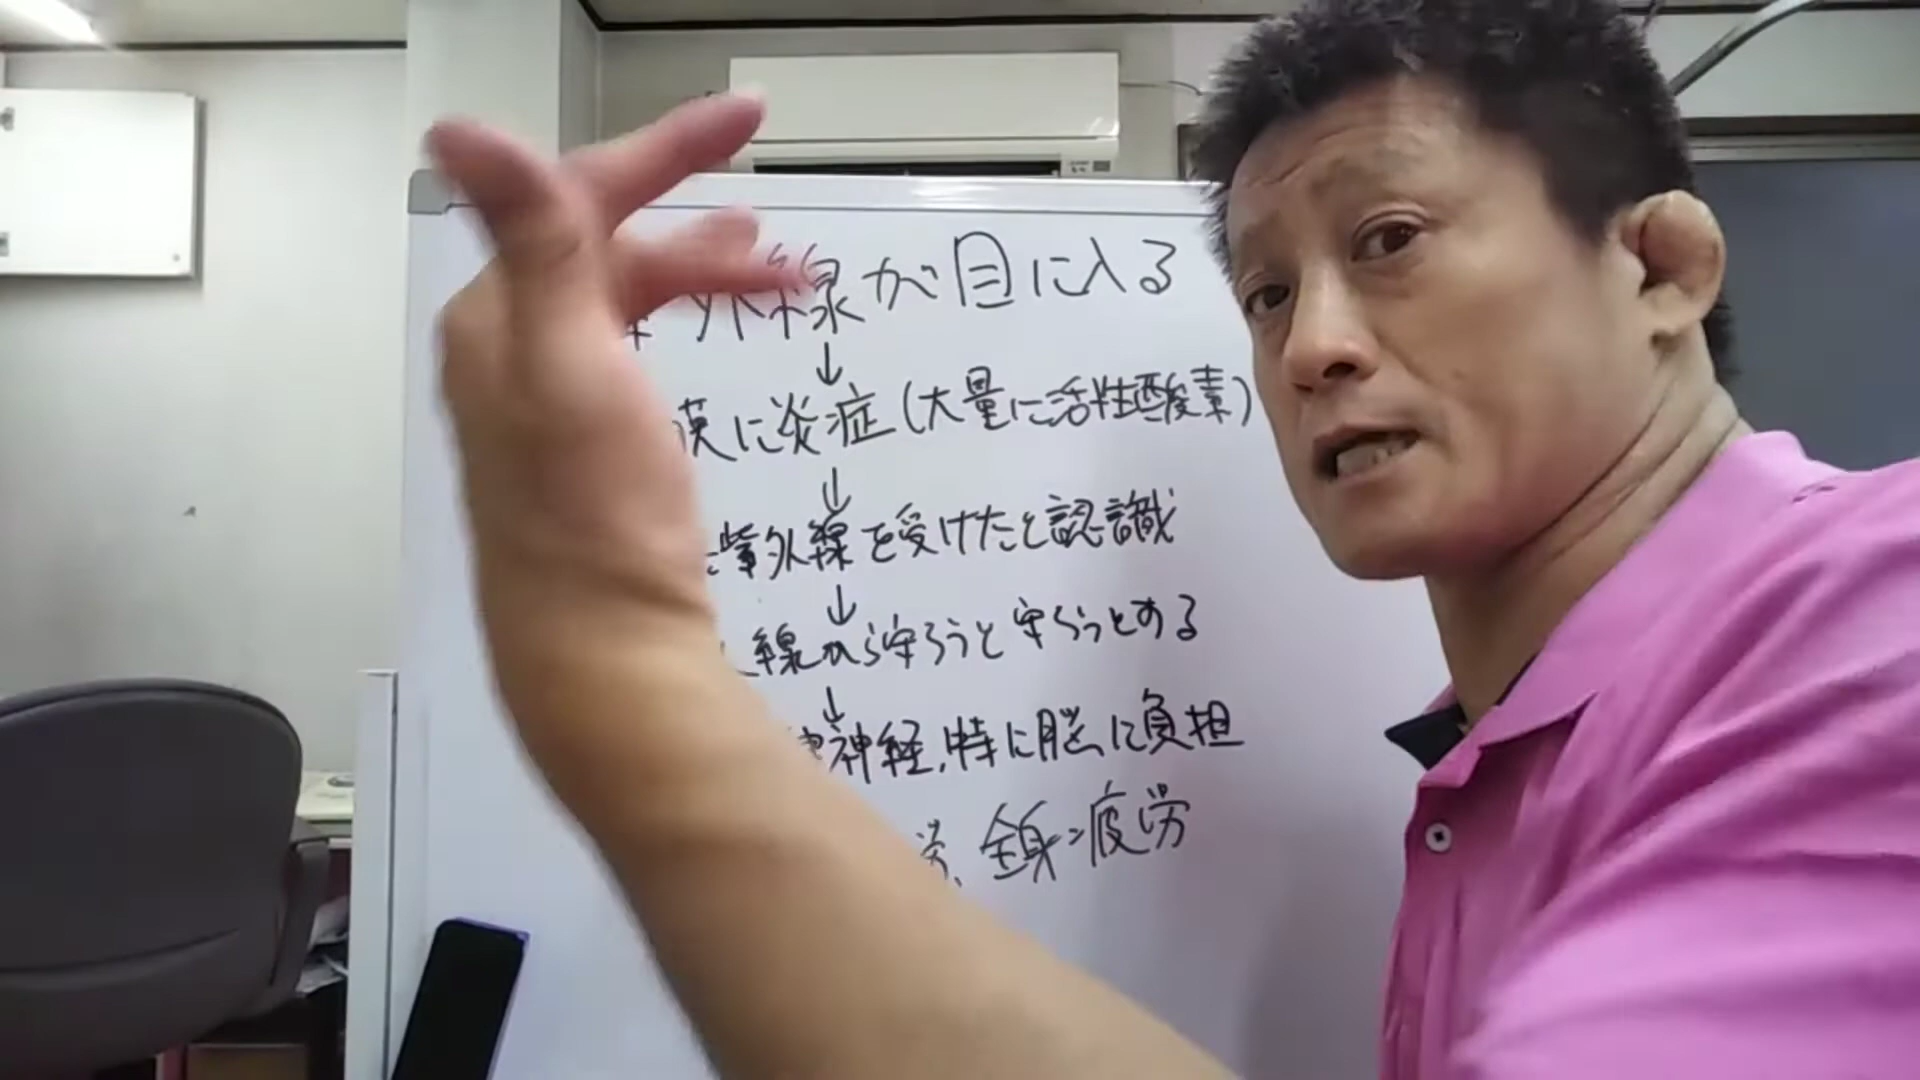 外線が目に入る
↓
膜に炎症(大量に活性酸素)
↓
紫外線を受けたと認識
↓
線から守ろうと守ろうとする
↓
神経,特に脳に負担
労、全身疲労